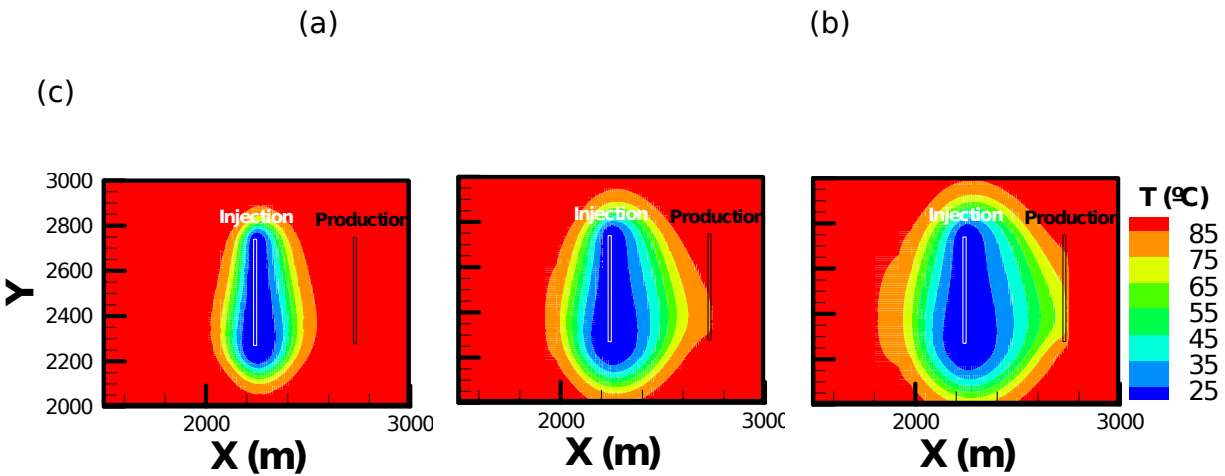 (a) (b)
(c)
3000
2800
2600
2400
2200
2000
Y
Injection
Production
2000 3000
X (m)
Injection
Production
2000 3000
X (m)
Injection
Production
2000 3000
X (m)
T (ºC)
85
75
65
55
45
35
25